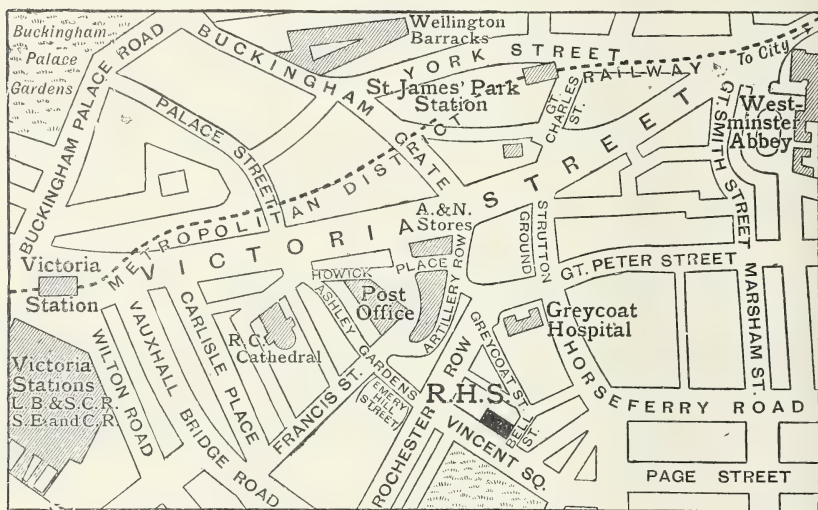 Buckingham
Palace
Gardens
BUCKINGHAM PALACE ROAD
BUCKINGHAM GRATE
Wellington
Barracks
YORK STREET
St James' Park
Station
RAILWAY
To City
GT. CHARLES ST.
GT. SMITH STREET
West-
minster
Abbey
PALACE STREET
METROPOLITAN DISTRICT
VICTORIA STREET
A.&N.
Stores
STRUTTON
GROUND
GT. PETER STREET
MARSHAM ST.
Victoria
Station
HOWICK PLACE
Post
Office
ARTILLERY ROW
ASHLEY GARDENS
R.C.
Cathedral
CARLISLE PLACE
VAUXHALL BRIDGE ROAD
WILTON ROAD
Victoria
Stations
L.B.&S.C.R.
S.E. and C.R.
FRANCIS ST.
EMERY
HILL
STREET
ROCHESTER ROW
GREYCOAT ST.
Greycoat
Hospital
R.H.S.
BELL ST.
VINCENT SQ.
HORSEFERRY ROAD
PAGE STREET